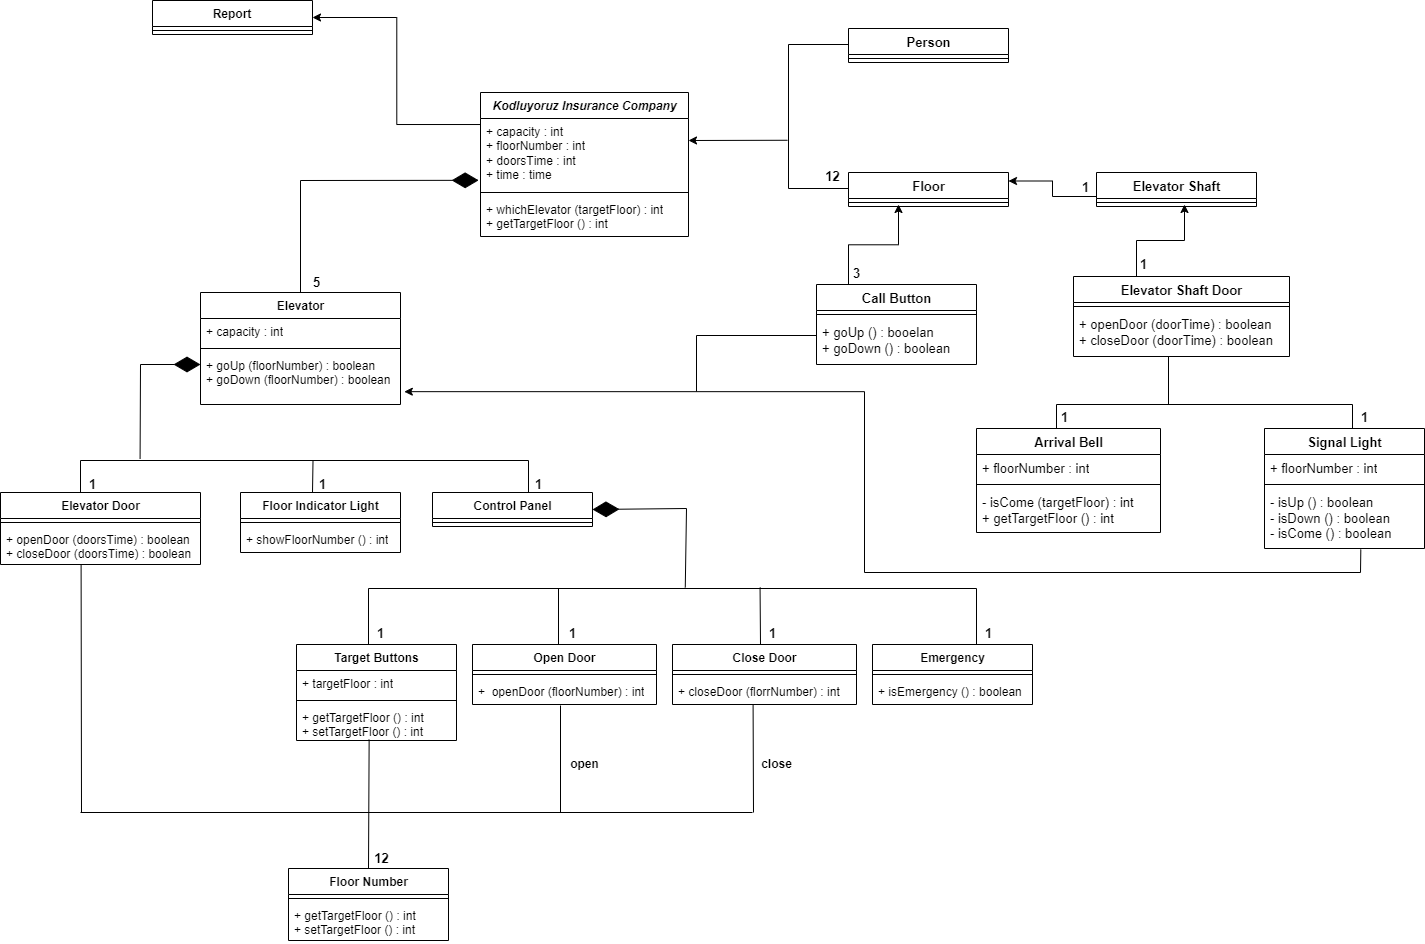 Report
Person
Kodluyoruz Insurance Company
+ capacity : int
+ floorNumber : int
+ doorsTime : int
+ time : time
+ whichElevator (targetFloor) : int
+ getTargetFloor () : int
12
Floor
1
Elevator Shaft
5
Elevator
+ capacity : int
+ goUp (floorNumber) : boolean
+ goDown (floorNumber) : boolean
3
Call Button
+ goUp () : booelan
+ goDown () : boolean
1
Elevator Shaft Door
+ openDoor (doorTime) : boolean
+ closeDoor (doorTime) : boolean
1
Arrival Bell
+ floorNumber : int
- isCome (targetFloor) : int
+ getTargetFloor () : int
1
Signal Light
+ floorNumber : int
- isUp () : boolean
- isDown () : boolean
- isCome () : boolean
1
Elevator Door
+ openDoor (doorsTime) : boolean
+ closeDoor (doorsTime) : boolean
1
Floor Indicator Light
+ showFloorNumber () : int
1
Control Panel
1
Target Buttons
+ targetFloor : int
+ getTargetFloor () : int
+ setTargetFloor () : int
1
Open Door
+ openDoor (floorNumber) : int
1
Close Door
+ closeDoor (florrNumber) : int
1
Emergency
+ isEmergency () : boolean
open
close
12
Floor Number
+ getTargetFloor () : int
+ setTargetFloor () : int